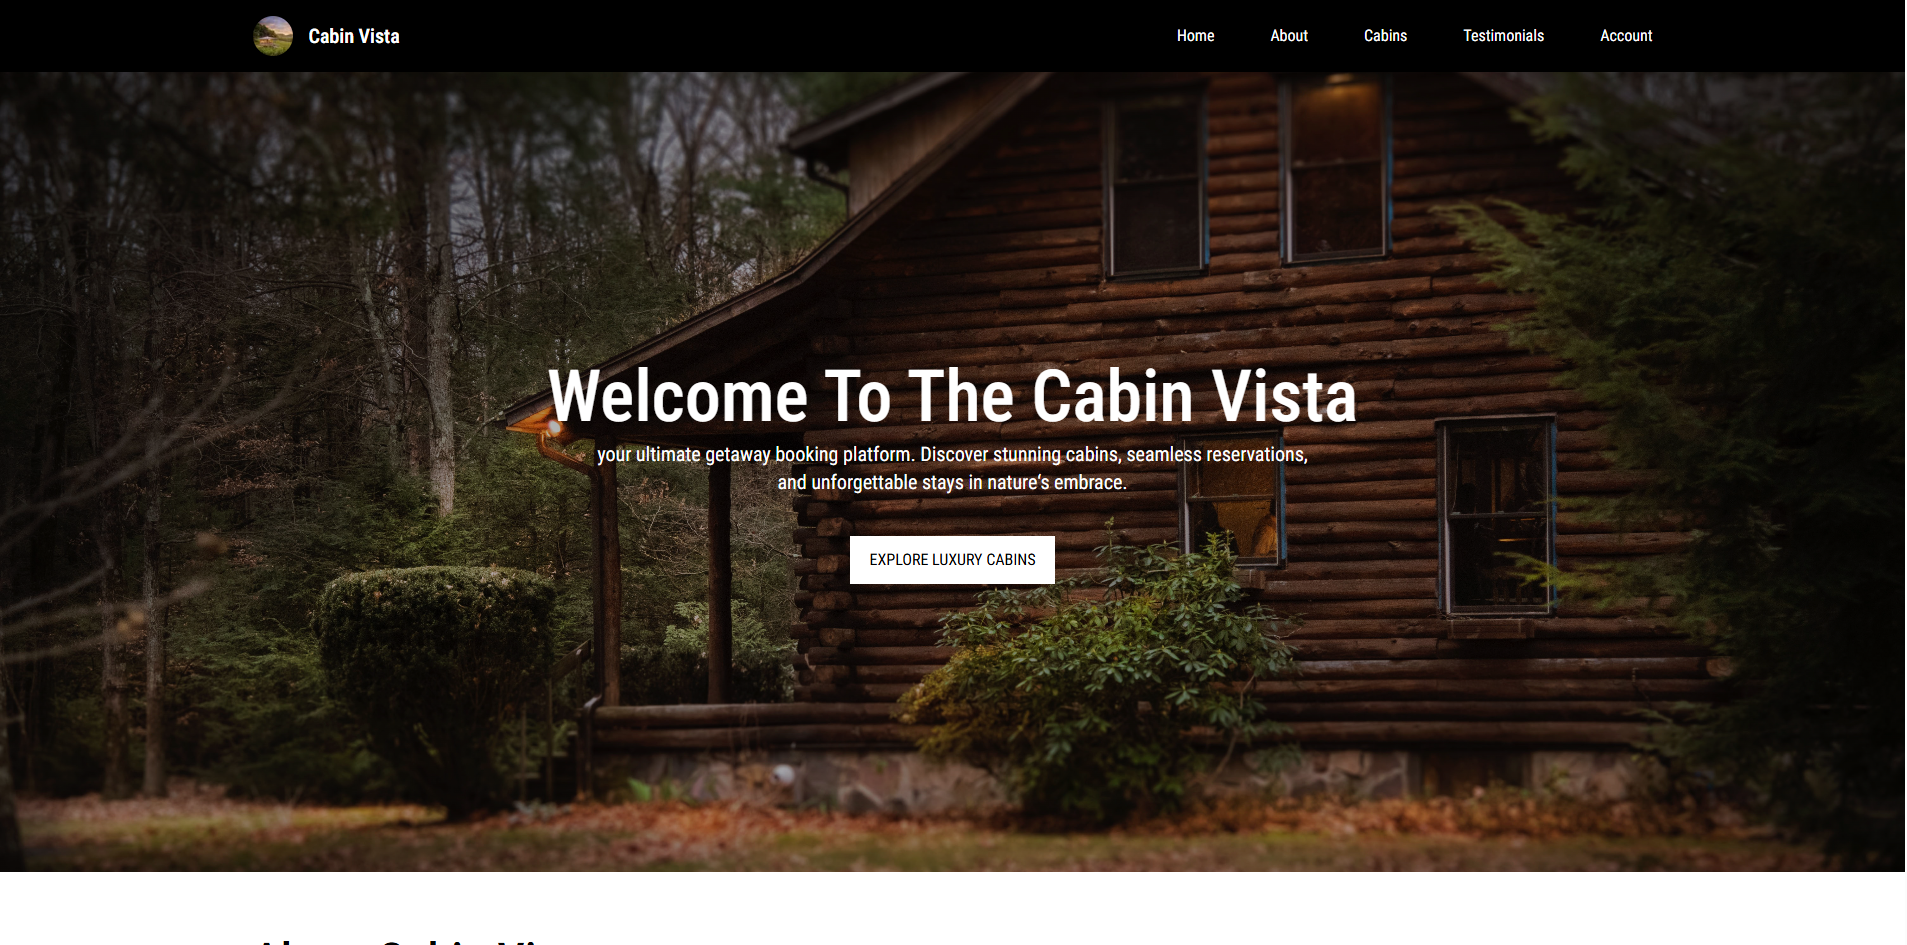 Cabin Vista
Home
About
Cabins
Testimonials
Account
Welcome To The Cabin Vista
your ultimate getaway booking platform. Discover stunning cabins, seamless reservations,
and unforgettable stays in nature's embrace.
EXPLORE LUXURY CABINS